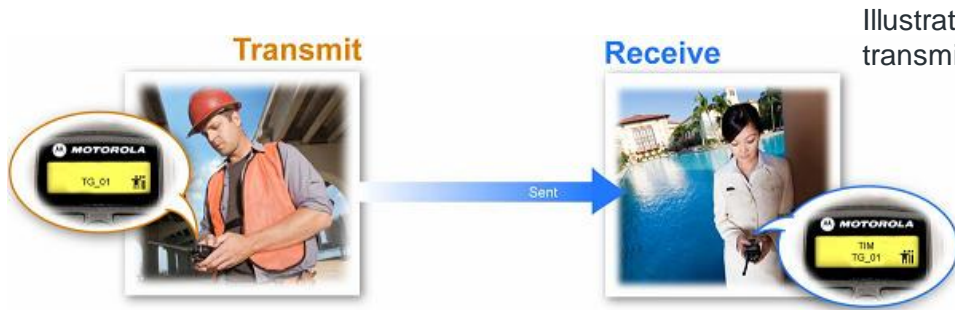 Illustrat
transmi
Transmit
Receive
MOTOROLA
TG_01
Sent
MOTOROLA
TIM
TG_01